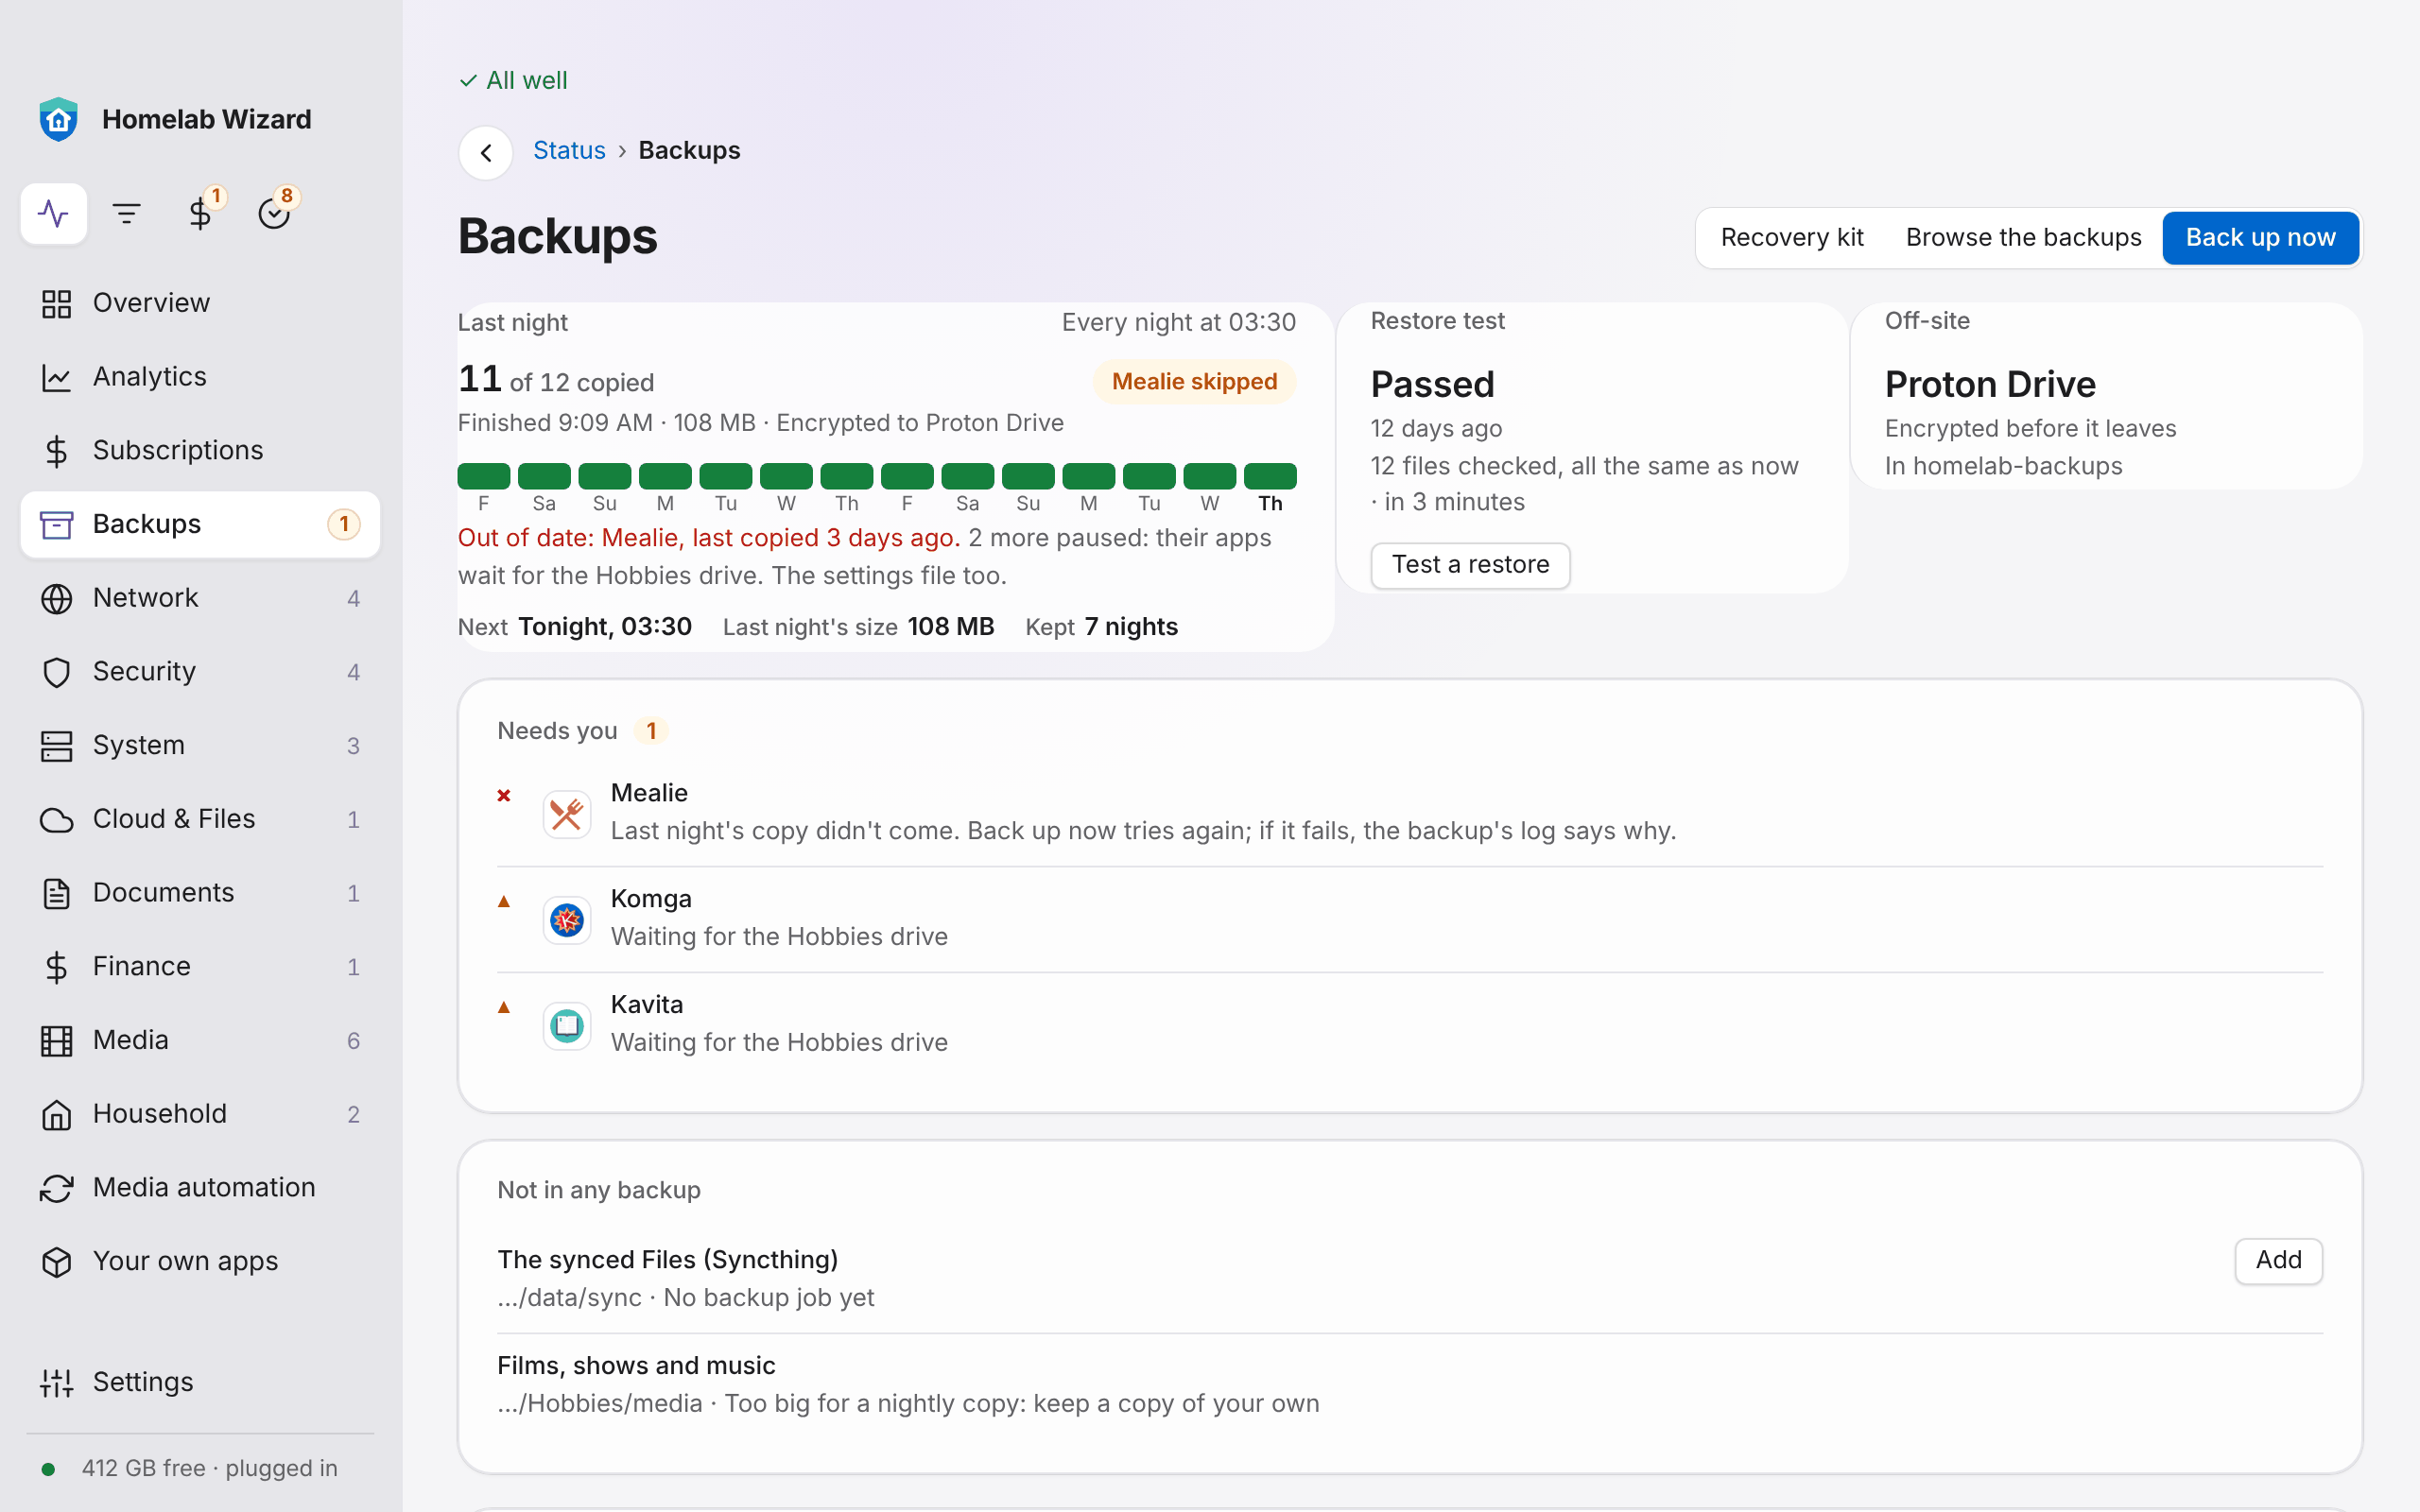 Homelab Wizard
1
8
Overview
Analytics
Subscriptions
Backups 1
Network 4
Security 4
System 3
Cloud & Files 1
Documents 1
Finance 1
Media 6
Household 2
Media automation
Your own apps
Settings
412 GB free · plugged in
All well
Status › Backups
Backups
Recovery kit Browse the backups Back up now
Last night Every night at 03:30
11 of 12 copied Mealie skipped
Finished 9:09 AM · 108 MB · Encrypted to Proton Drive
F Sa Su M Tu W Th F Sa Su M Tu W Th
Out of date: Mealie, last copied 3 days ago. 2 more paused: their apps
wait for the Hobbies drive. The settings file too.
Next Tonight, 03:30 Last night's size 108 MB Kept 7 nights
Restore test
Passed
12 days ago
12 files checked, all the same as now
· in 3 minutes
Test a restore
Off-site
Proton Drive
Encrypted before it leaves
In homelab-backups
Needs you 1
Mealie
Last night's copy didn't come. Back up now tries again; if it fails, the backup's log says why.
Komga
Waiting for the Hobbies drive
Kavita
Waiting for the Hobbies drive
Not in any backup
The synced Files (Syncthing)
.../data/sync · No backup job yet
Add
Films, shows and music
.../Hobbies/media · Too big for a nightly copy: keep a copy of your own